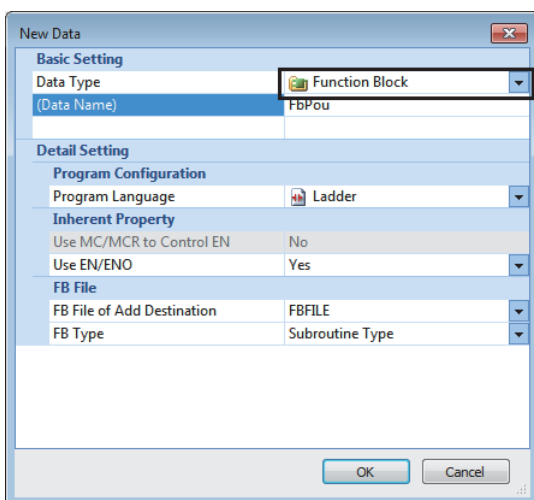 New Data
Basic Setting
Data Type Function Block
(Data Name) FbPou
Detail Setting
Program Configuration
Program Language Ladder
Inherent Property
Use MC/MCR to Control EN No
Use EN/ENO Yes
FB File
FB File of Add Destination FBFILE
FB Type Subroutine Type
OK Cancel